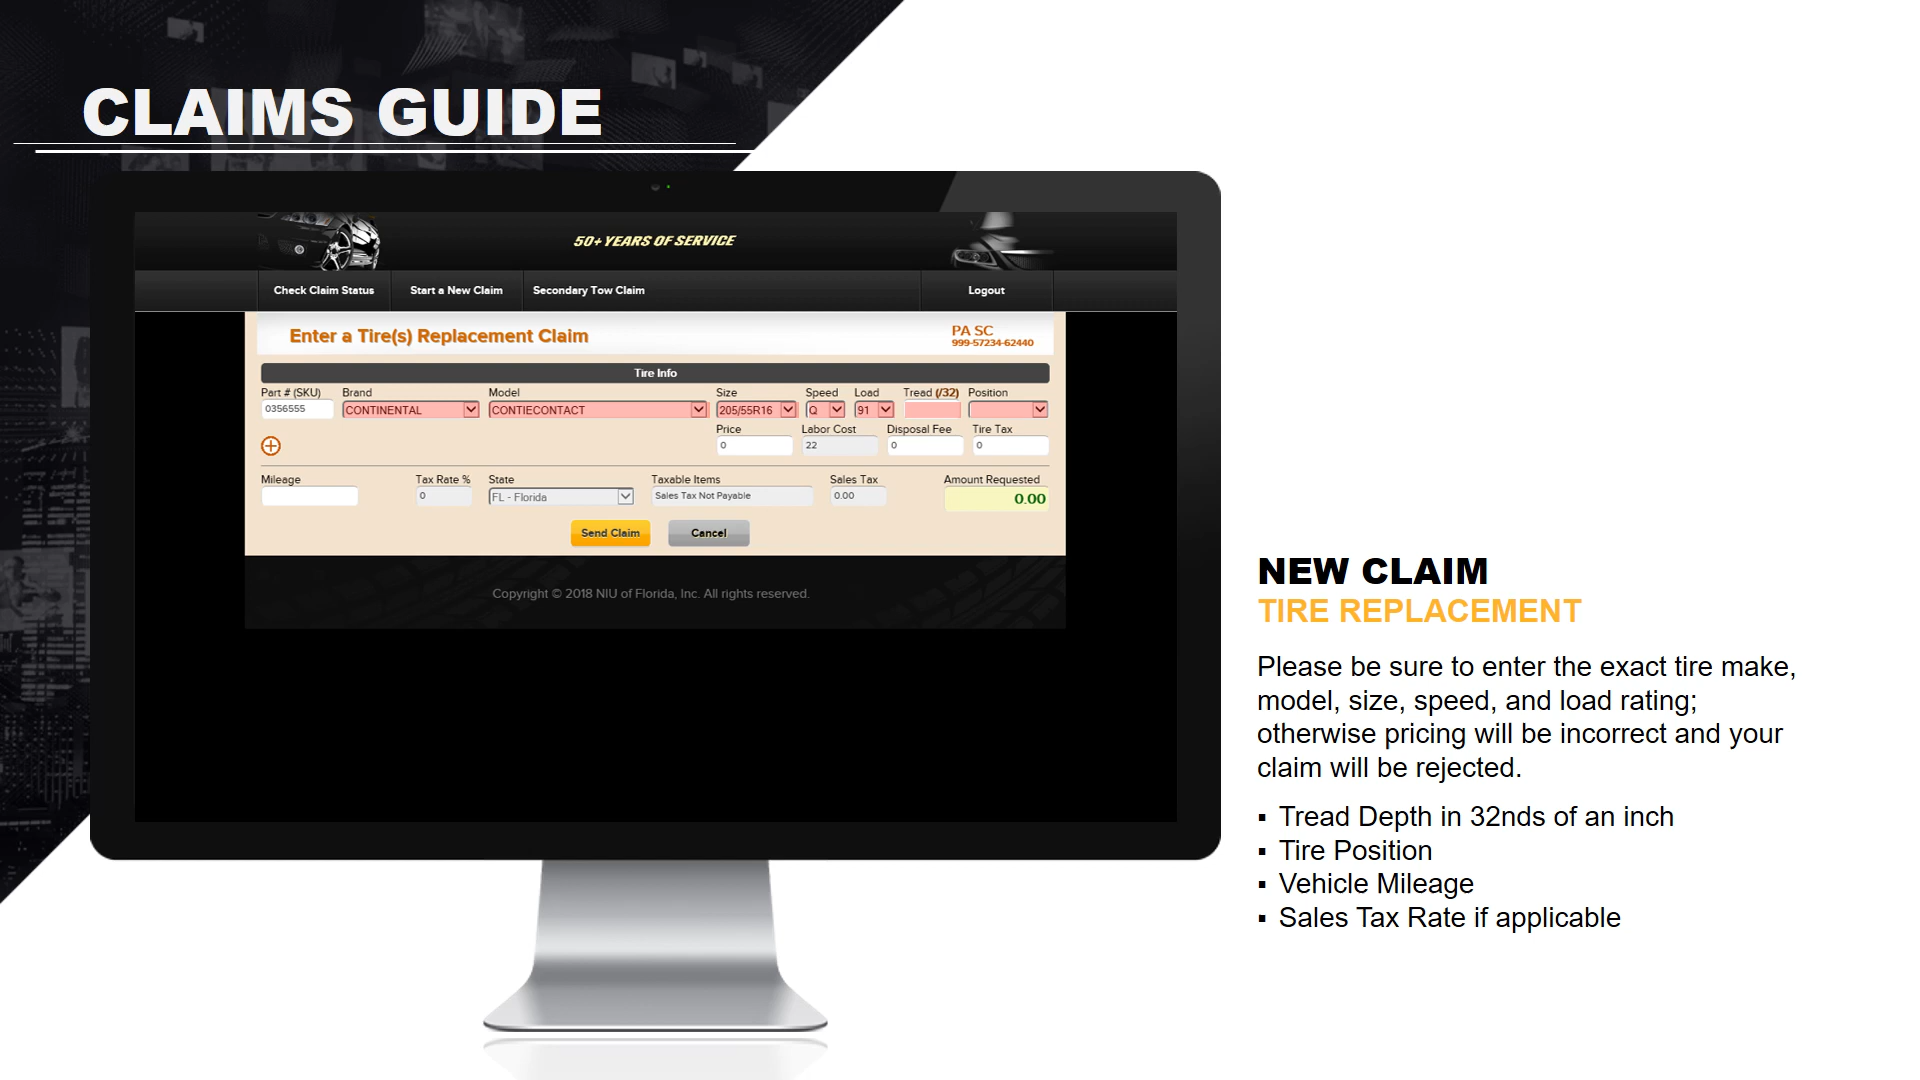 CLAIMS GUIDE
50+ YEARS OF SERVICE
Check Claim Status Start a New Claim Secondary Tow Claim Logout
Enter a Tire(s) Replacement Claim
PA SC
999-57234-62440
Tire Info
Part # (SKU) Brand Model Size Speed Load Tread (/32) Position
0356555 CONTINENTAL CONTIECONTACT 205/55R16 Q 91
Price Labor Cost Disposal Fee Tire Tax
0 22 0 0
Mileage Tax Rate % State Taxable Items Sales Tax Amount Requested
0 FL - Florida Sales Tax Not Payable 0.00 0.00
Send Claim Cancel
Copyright © 2018 NIU of Florida, Inc. All rights reserved.
NEW CLAIM
TIRE REPLACEMENT
Please be sure to enter the exact tire make,
model, size, speed, and load rating;
otherwise pricing will be incorrect and your
claim will be rejected.
▪ Tread Depth in 32nds of an inch
▪ Tire Position
▪ Vehicle Mileage
▪ Sales Tax Rate if applicable